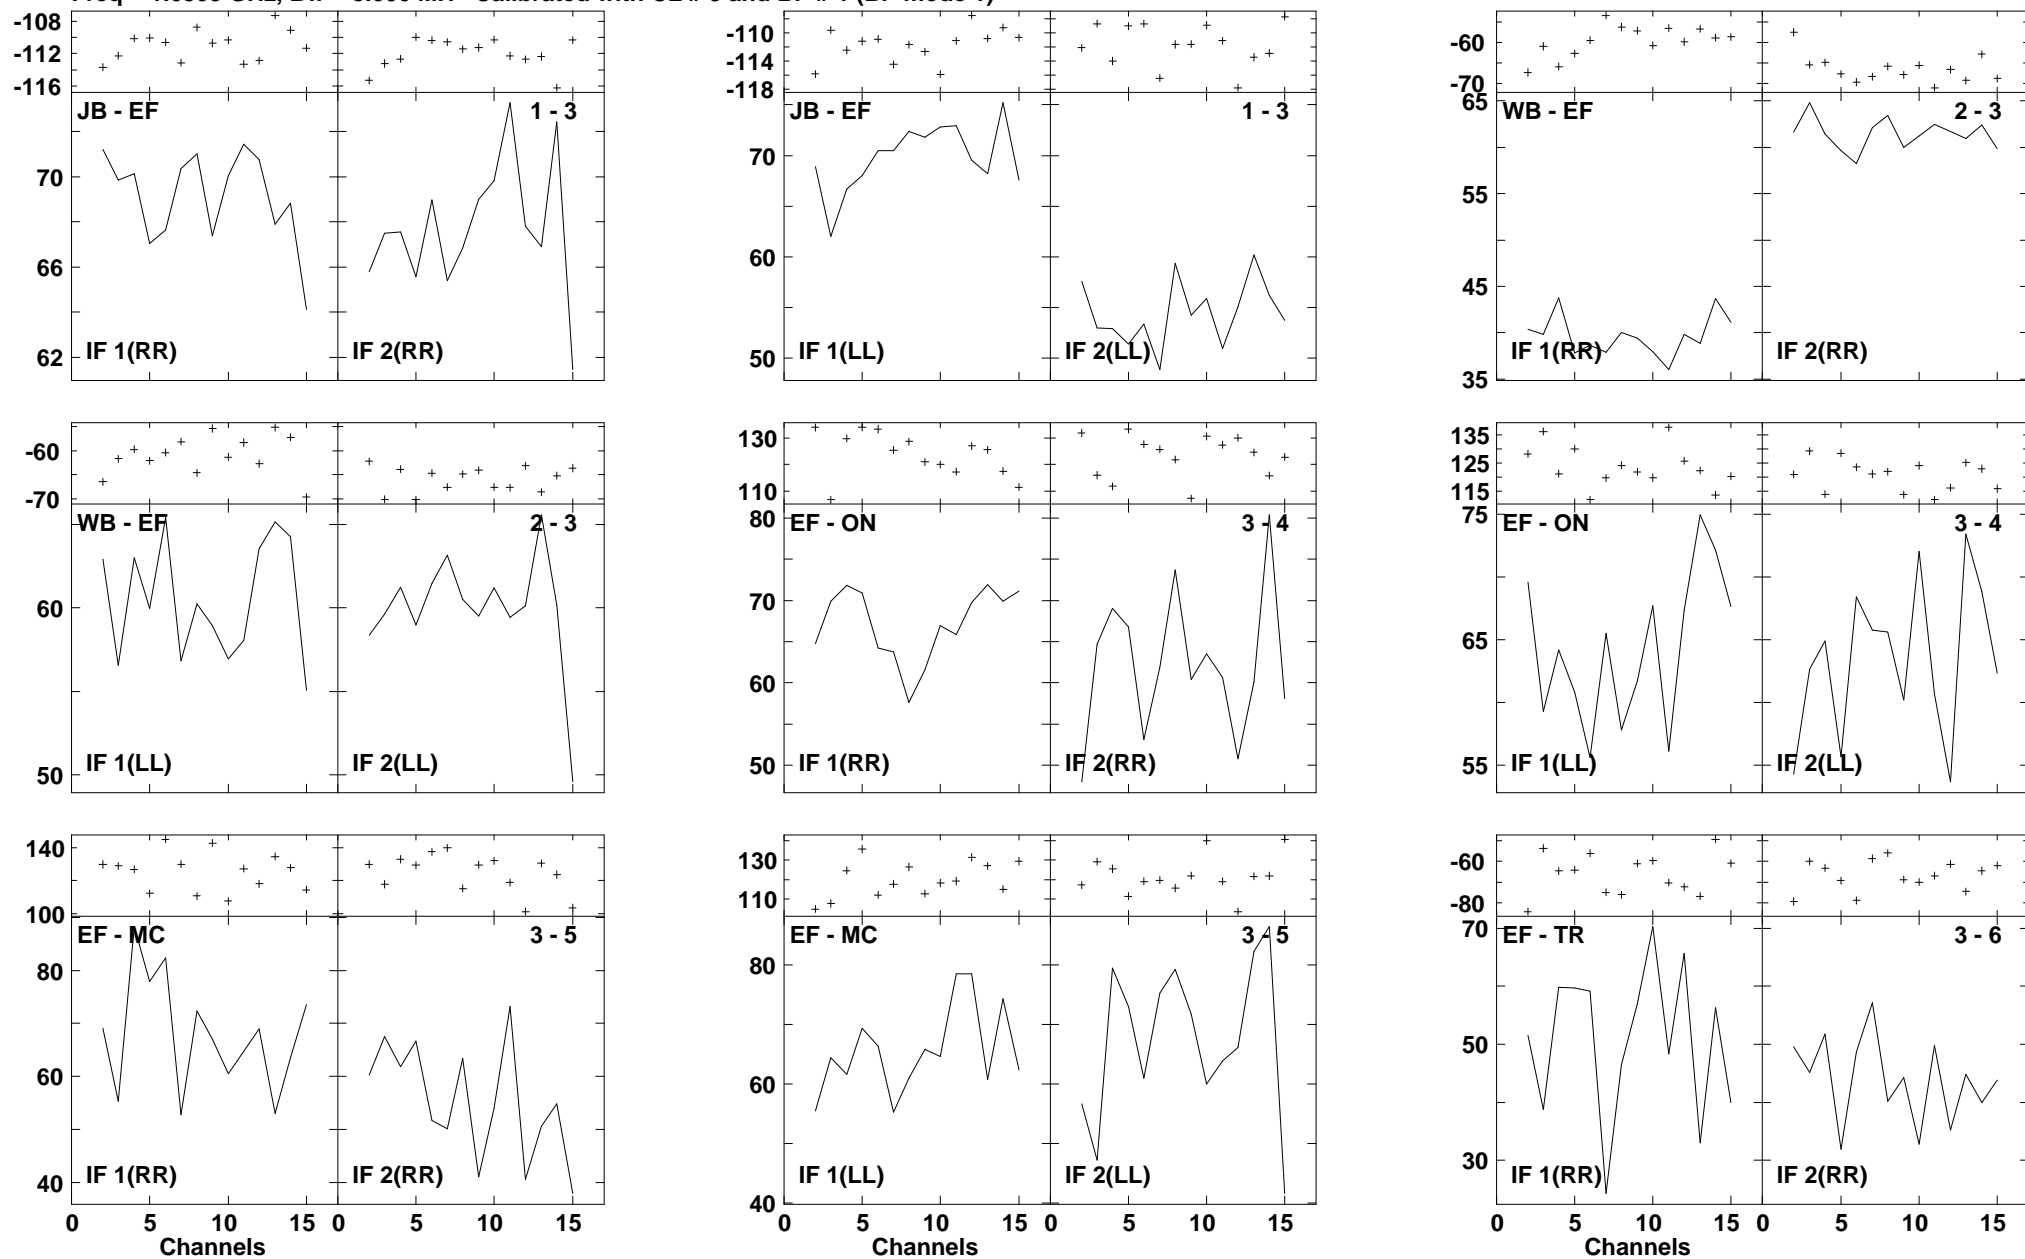 -108
-112
-116
JB - EF
1 - 3
70
66
62
IF 1(RR)
IF 2(RR)
-110
-114
-118
JB - EF
1 - 3
70
60
50
IF 1(LL)
IF 2(LL)
-60
-70
65
WB - EF
2 - 3
55
45
35
IF 1(RR)
IF 2(RR)
-60
-70
WB - EF
2 - 3
60
50
IF 1(LL)
IF 2(LL)
130
110
80
EF - ON
3 - 4
70
60
50
IF 1(RR)
IF 2(RR)
135
125
115
75
EF - ON
3 - 4
65
55
IF 1(LL)
IF 2(LL)
140
120
100
EF - MC
3 - 5
80
60
40
IF 1(RR)
IF 2(RR)
0 5 10 15 0 5 10 15
Channels
130
110
EF - MC
3 - 5
80
60
40
IF 1(LL)
IF 2(LL)
0 5 10 15 0 5 10 15
Channels
-60
-80
70
EF - TR
3 - 6
50
30
IF 1(RR)
IF 2(RR)
0 5 10 15 0 5 10 15
Channels